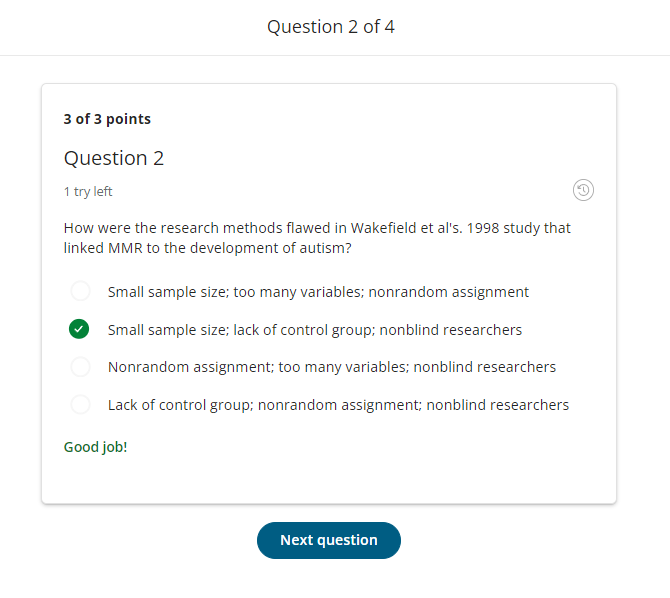 Question 2 of 4
3 of 3 points
Question 2
1 try left
How were the research methods flawed in Wakefield et al's. 1998 study that
linked MMR to the development of autism?
Small sample size; too many variables; nonrandom assignment
Small sample size; lack of control group; nonblind researchers
Nonrandom assignment; too many variables; nonblind researchers
Lack of control group; nonrandom assignment; nonblind researchers
Good job!
Next question